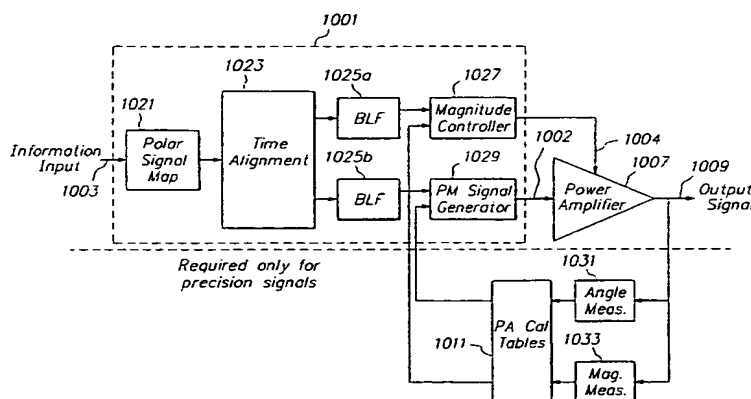 1001
1023
1025a
1027
1021
Polar
Signal
Map
Time
Alignment
BLF
Magnitude
Controller
1002
1004
1007
1009
Information
Input
1003
1025b
BLF
1029
PM Signal
Generator
Power
Amplifier
Output
Signal
Required only for
precision signals
1031
Angle
Meas.
1011
PA Cal
Tables
1033
Mag.
Meas.